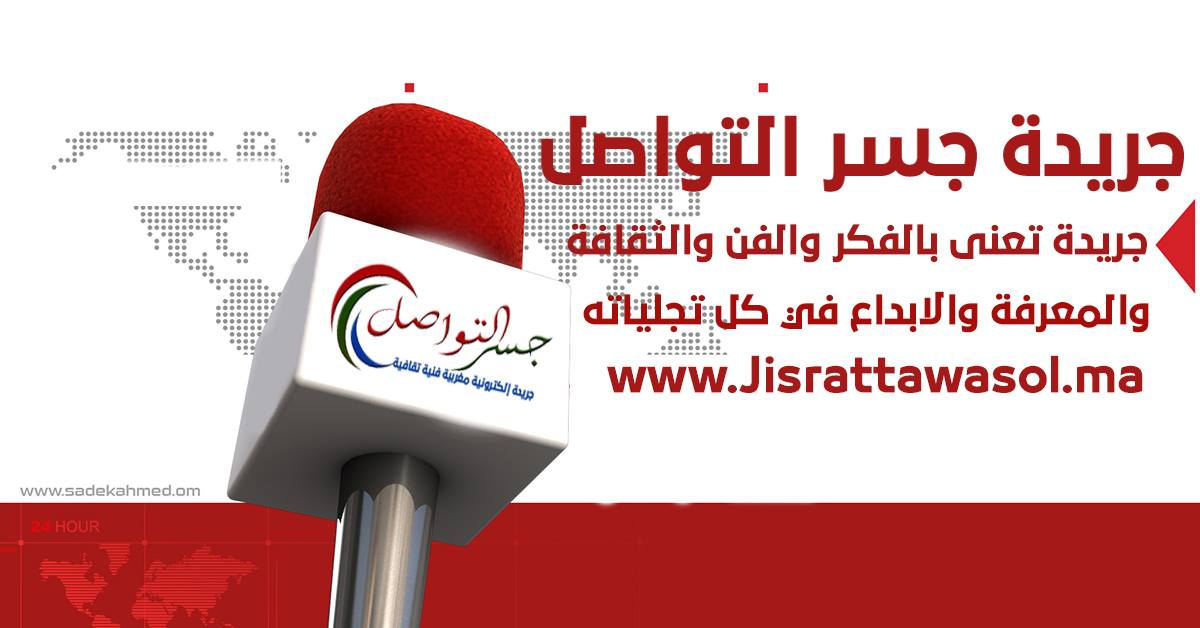 جريدة جسر التواصل
جريدة تعنى بالفكر والفن والثقافة
والمعرفة والابداع في كل تجلياته
www.Jisrattawasol.ma
جسر التواصل
جريدة إلكترونية مغربية فنية ثقافية
www.sadekahmed.om
24 HOUR